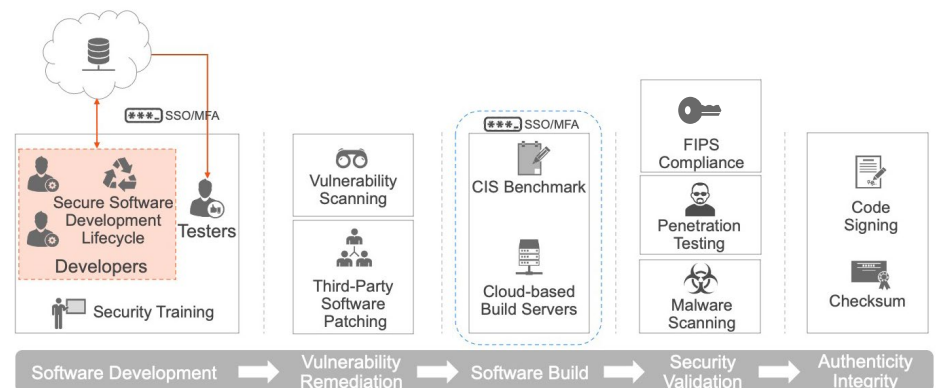 ***_ SSO/MFA
Secure Software
Development
Lifecycle
Developers
Testers
Security Training
Vulnerability
Scanning
Third-Party
Software
Patching
***_ SSO/MFA
CIS Benchmark
Cloud-based
Build Servers
FIPS
Compliance
Penetration
Testing
Malware
Scanning
Code
Signing
Checksum
Software Development
Vulnerability
Remediation
Software Build
Security
Validation
Authenticity
Integrity